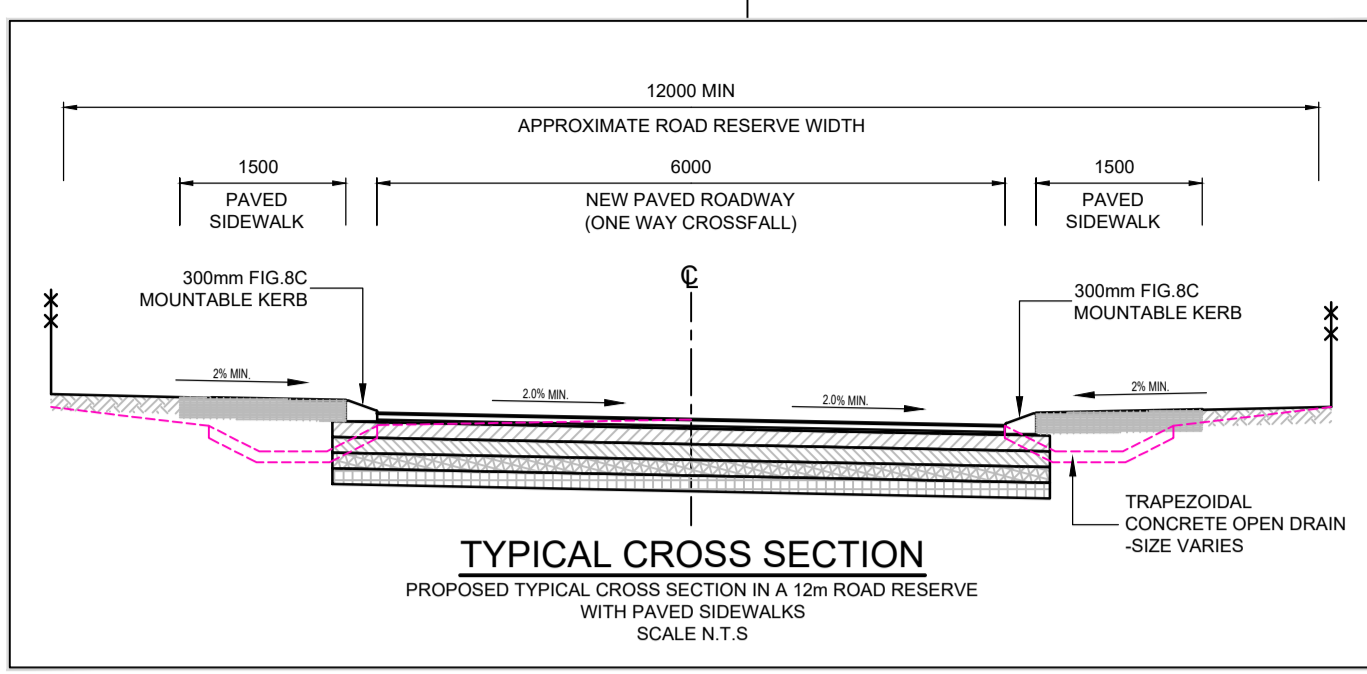 12000 MIN
APPROXIMATE ROAD RESERVE WIDTH
1500
PAVED
SIDEWALK
6000
NEW PAVED ROADWAY
(ONE WAY CROSSFALL)
1500
PAVED
SIDEWALK
300mm FIG.8C
MOUNTABLE KERB
℄
300mm FIG.8C
MOUNTABLE KERB
2% MIN.
2.0% MIN.
2.0% MIN.
2% MIN.
TRAPEZOIDAL
CONCRETE OPEN DRAIN
-SIZE VARIES
TYPICAL CROSS SECTION
PROPOSED TYPICAL CROSS SECTION IN A 12m ROAD RESERVE
WITH PAVED SIDEWALKS
SCALE N.T.S